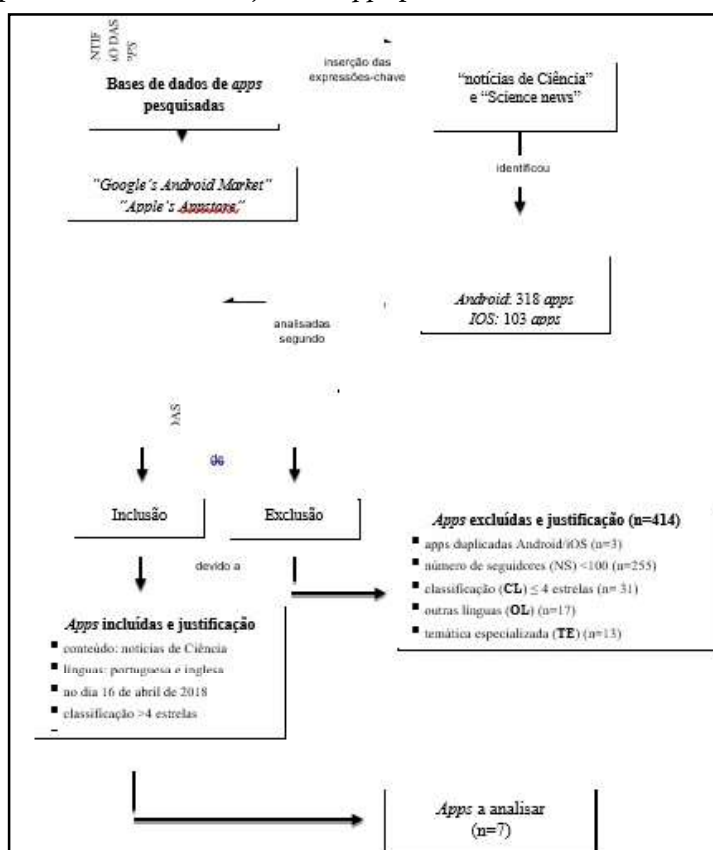 NTIF
O DAS
PPS
Bases de dados de apps
pesquisadas
inserção das
expressões-chave
“notícias de Ciência”
e “Science news”
"Google´s Android Market"
"Apple´s Appstore"
identificou
Android: 318 apps
IOS: 103 apps
analisadas
segundo
DAS
de
Inclusão
Exclusão
devido a
Apps excluídas e justificação (n=414)
▪ apps duplicadas Android/iOS (n=3)
▪ número de seguidores (NS) <100 (n=255)
▪ classificação (CL) ≤ 4 estrelas (n= 31)
▪ outras línguas (OL) (n=17)
▪ temática especializada (TE) (n=13)
Apps incluídas e justificação
▪ conteúdo: notícias de Ciência
▪ línguas: portuguesa e inglesa
▪ no dia 16 de abril de 2018
▪ classificação >4 estrelas
Apps a analisar
(n=7)